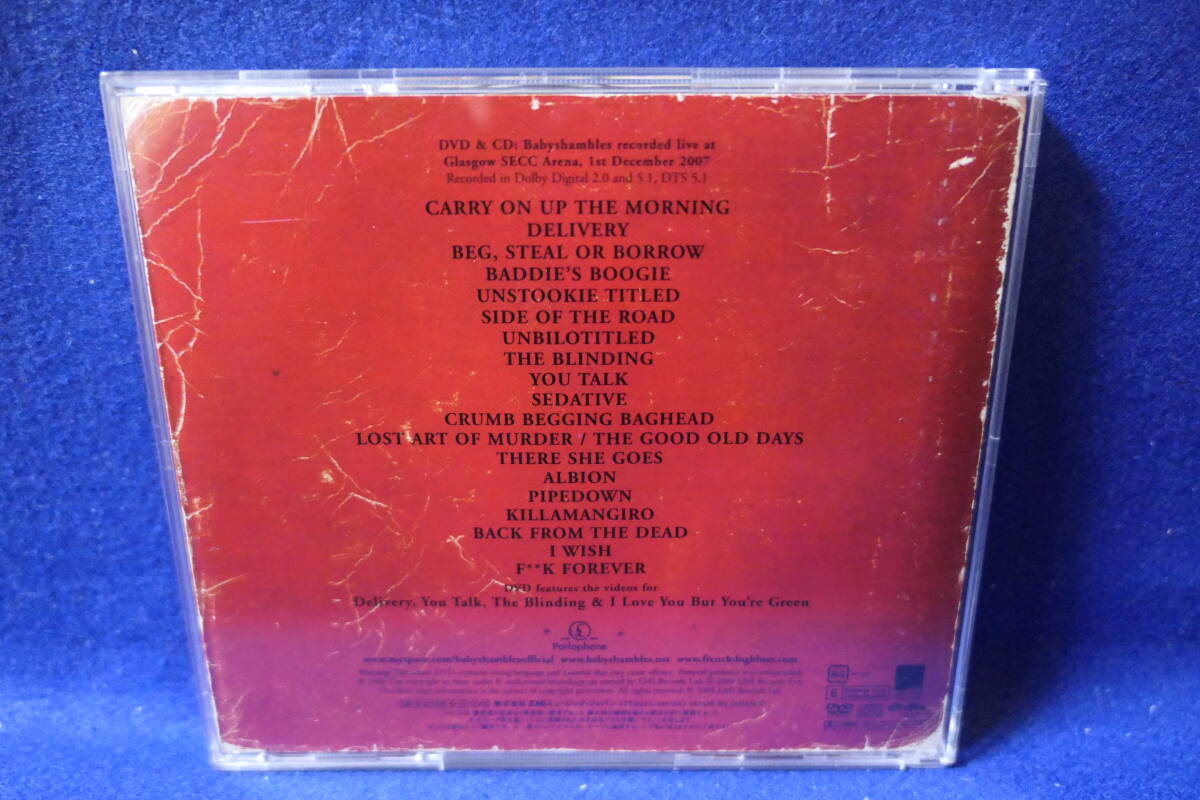 DVD & CD: Babyshambles recorded live at
Glasgow SECC Arena, 1st December 2007
Recorded in Dolby Digital 2.0 and 5.1, DTS 5.1
CARRY ON UP THE MORNING
DELIVERY
BEG, STEAL OR BORROW
BADDIE'S BOOGIE
UNSTOOKIE TITLED
SIDE OF THE ROAD
UNBILOTITLED
THE BLINDING
YOU TALK
SEDATIVE
CRUMB BEGGING BAGHEAD
LOST ART OF MURDER / THE GOOD OLD DAYS
THERE SHE GOES
ALBION
PIPEDOWN
KILLAMANGIRO
BACK FROM THE DEAD
I WISH
F**K FOREVER
DVD features the videos for
Delivery, You Talk, The Blinding & I Love You But You're Green
Parlophone
www.myspace.com/babyshamblesofficial www.babyshambles.net www.frenchdogblues.com
MADE IN JAPAN